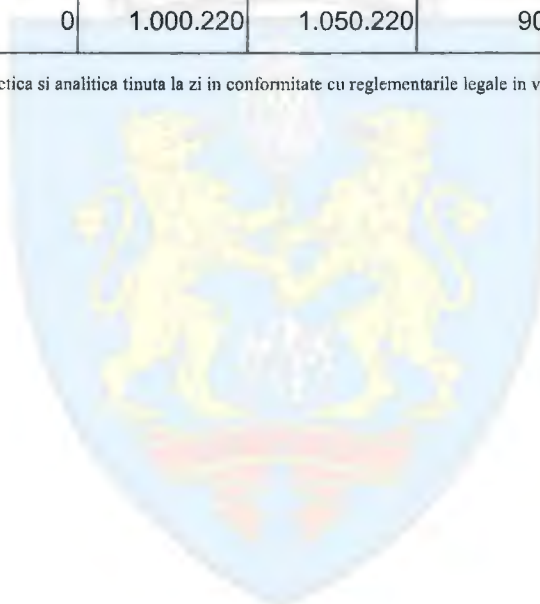 0 1.000.220 1.050.220 90
ctica si analitica tinuta la zi in conformitate cu reglementarile legale in v